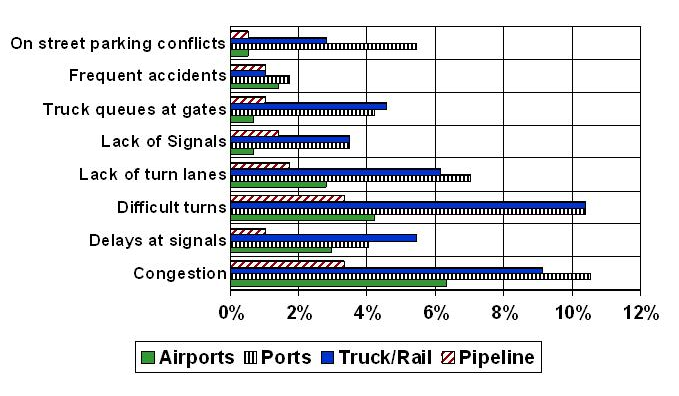 On street parking conflicts
Frequent accidents
Truck queues at gates
Lack of Signals
Lack of turn lanes
Difficult turns
Delays at signals
Congestion
0% 2% 4% 6% 8% 10% 12%
Airports Ports Truck/Rail Pipeline